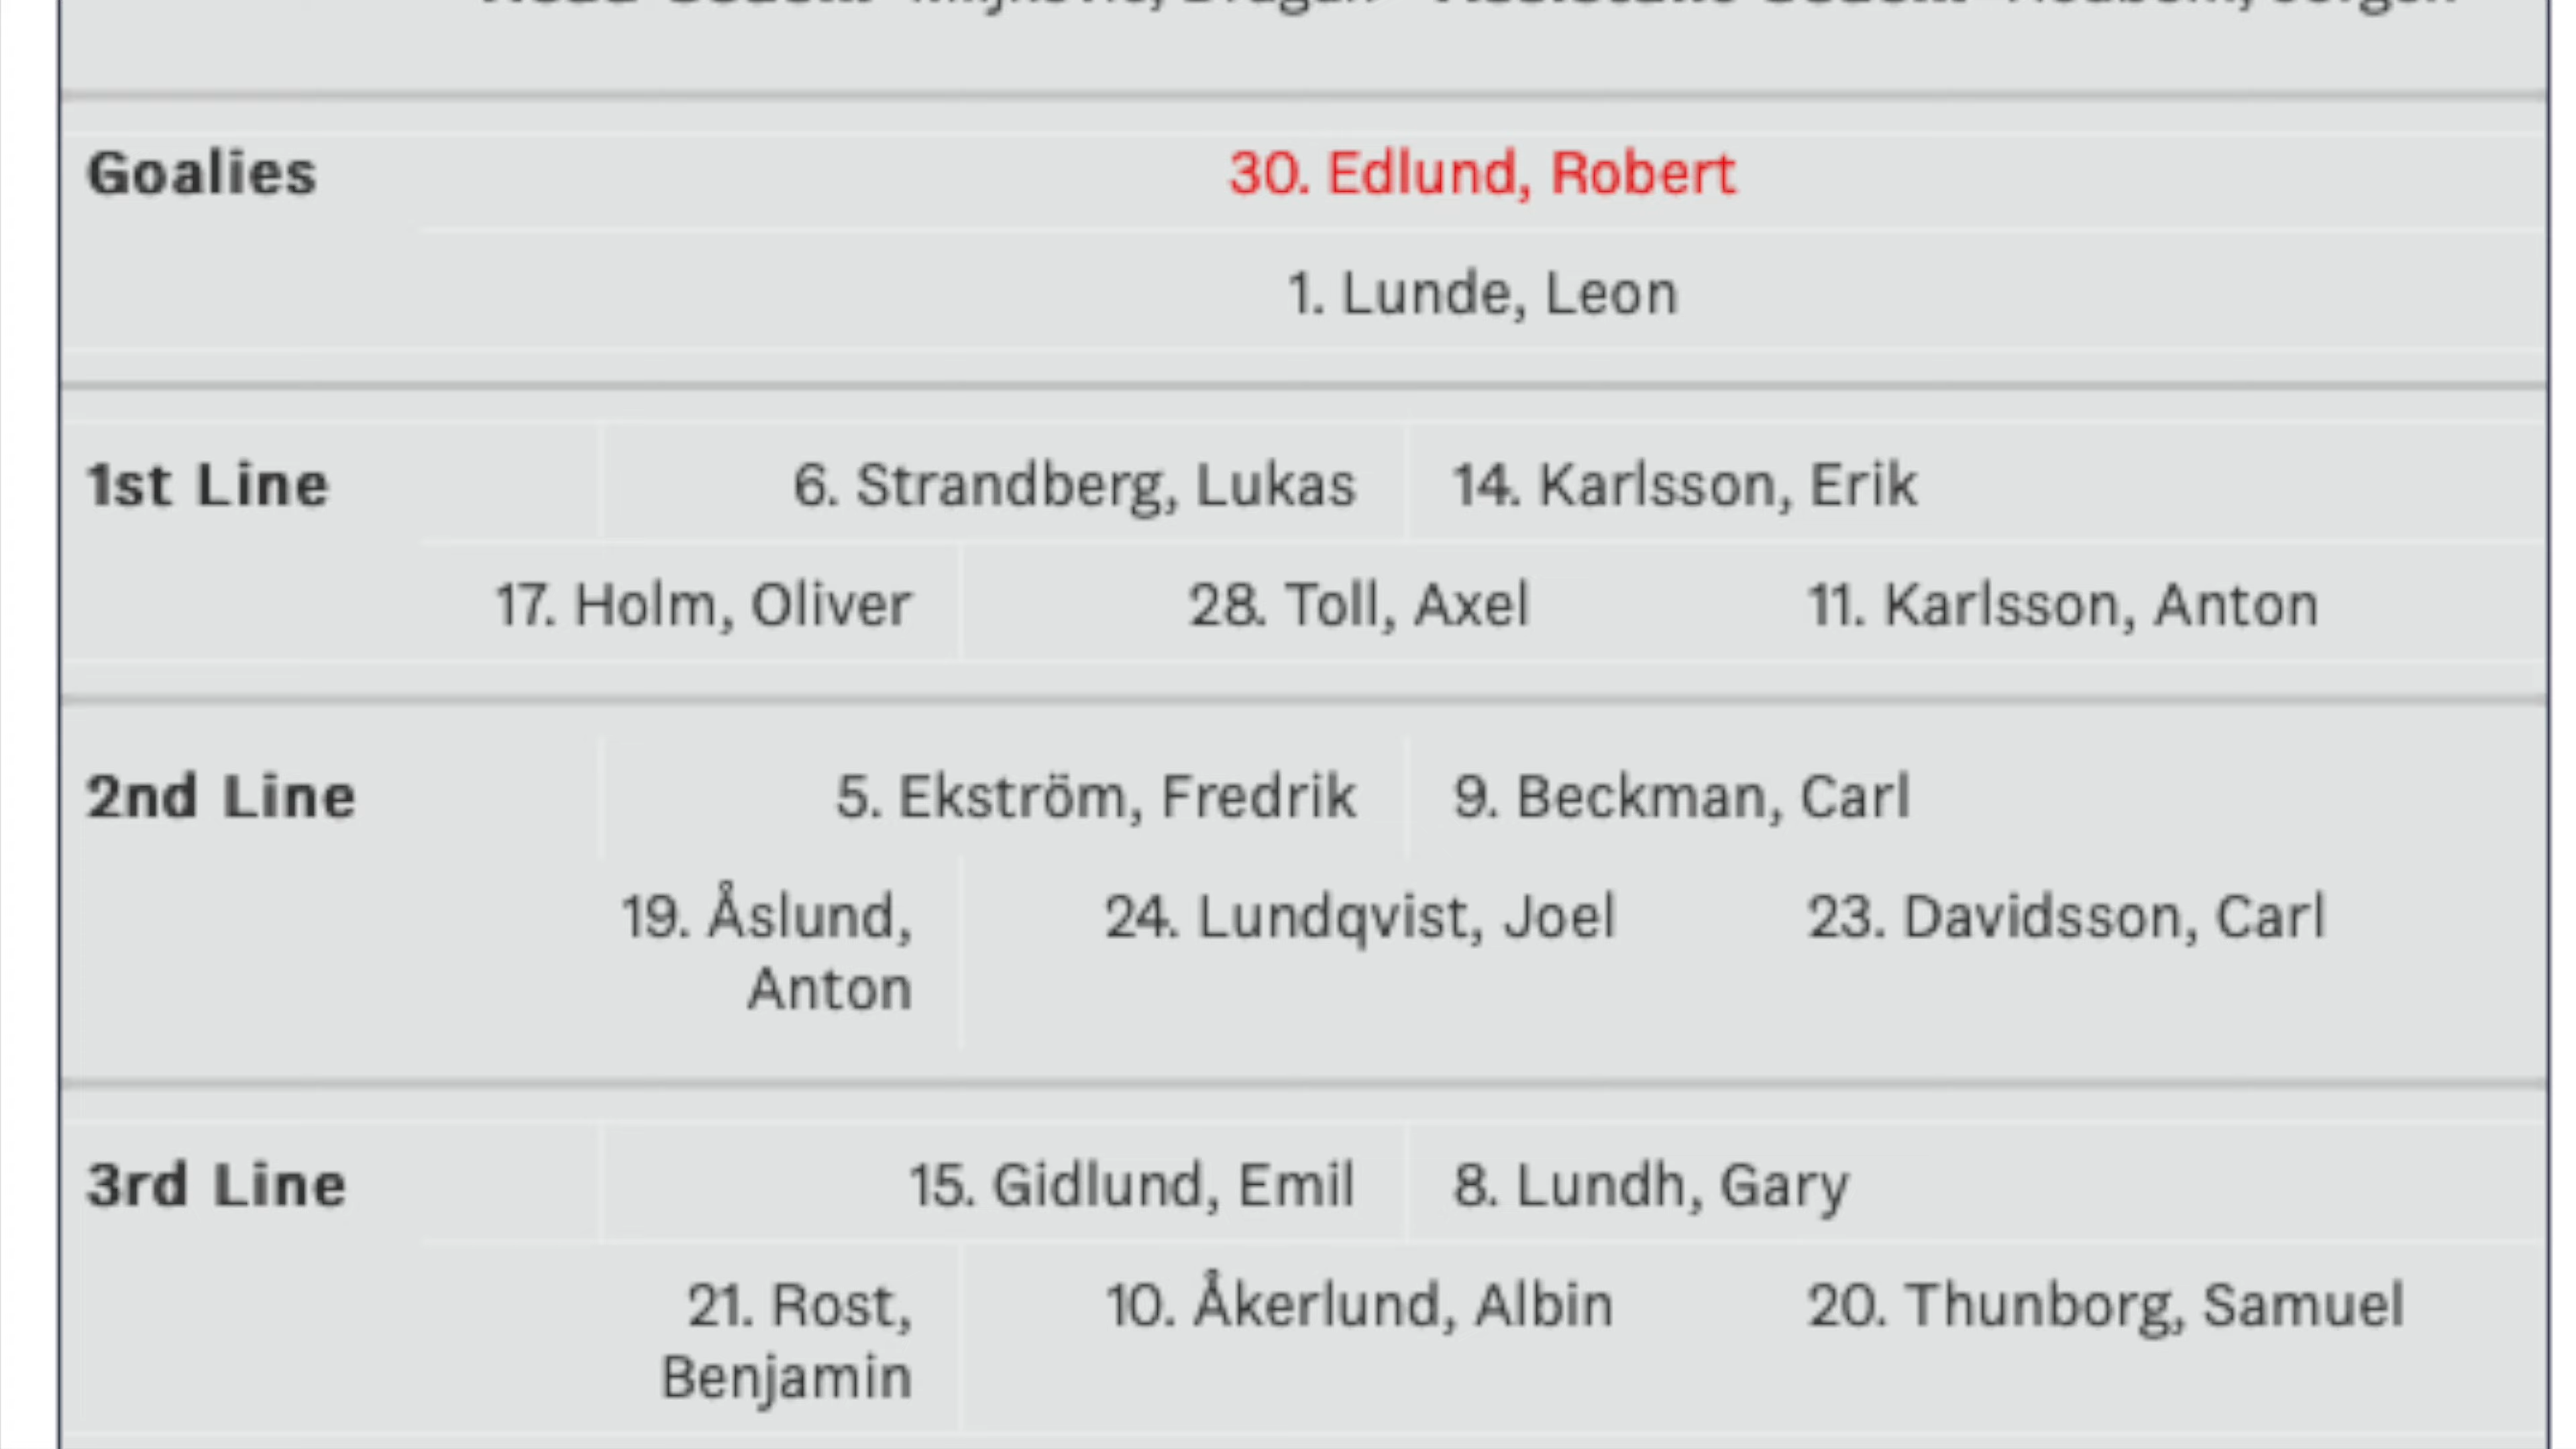 Goalies 30. Edlund, Robert
1. Lunde, Leon
1st Line 6. Strandberg, Lukas 14. Karlsson, Erik
17. Holm, Oliver 28. Toll, Axel 11. Karlsson, Anton
2nd Line 5. Ekström, Fredrik 9. Beckman, Carl
19. Åslund, 24. Lundqvist, Joel 23. Davidsson, Carl
Anton
3rd Line 15. Gidlund, Emil 8. Lundh, Gary
21. Rost, 10. Åkerlund, Albin 20. Thunborg, Samuel
Benjamin